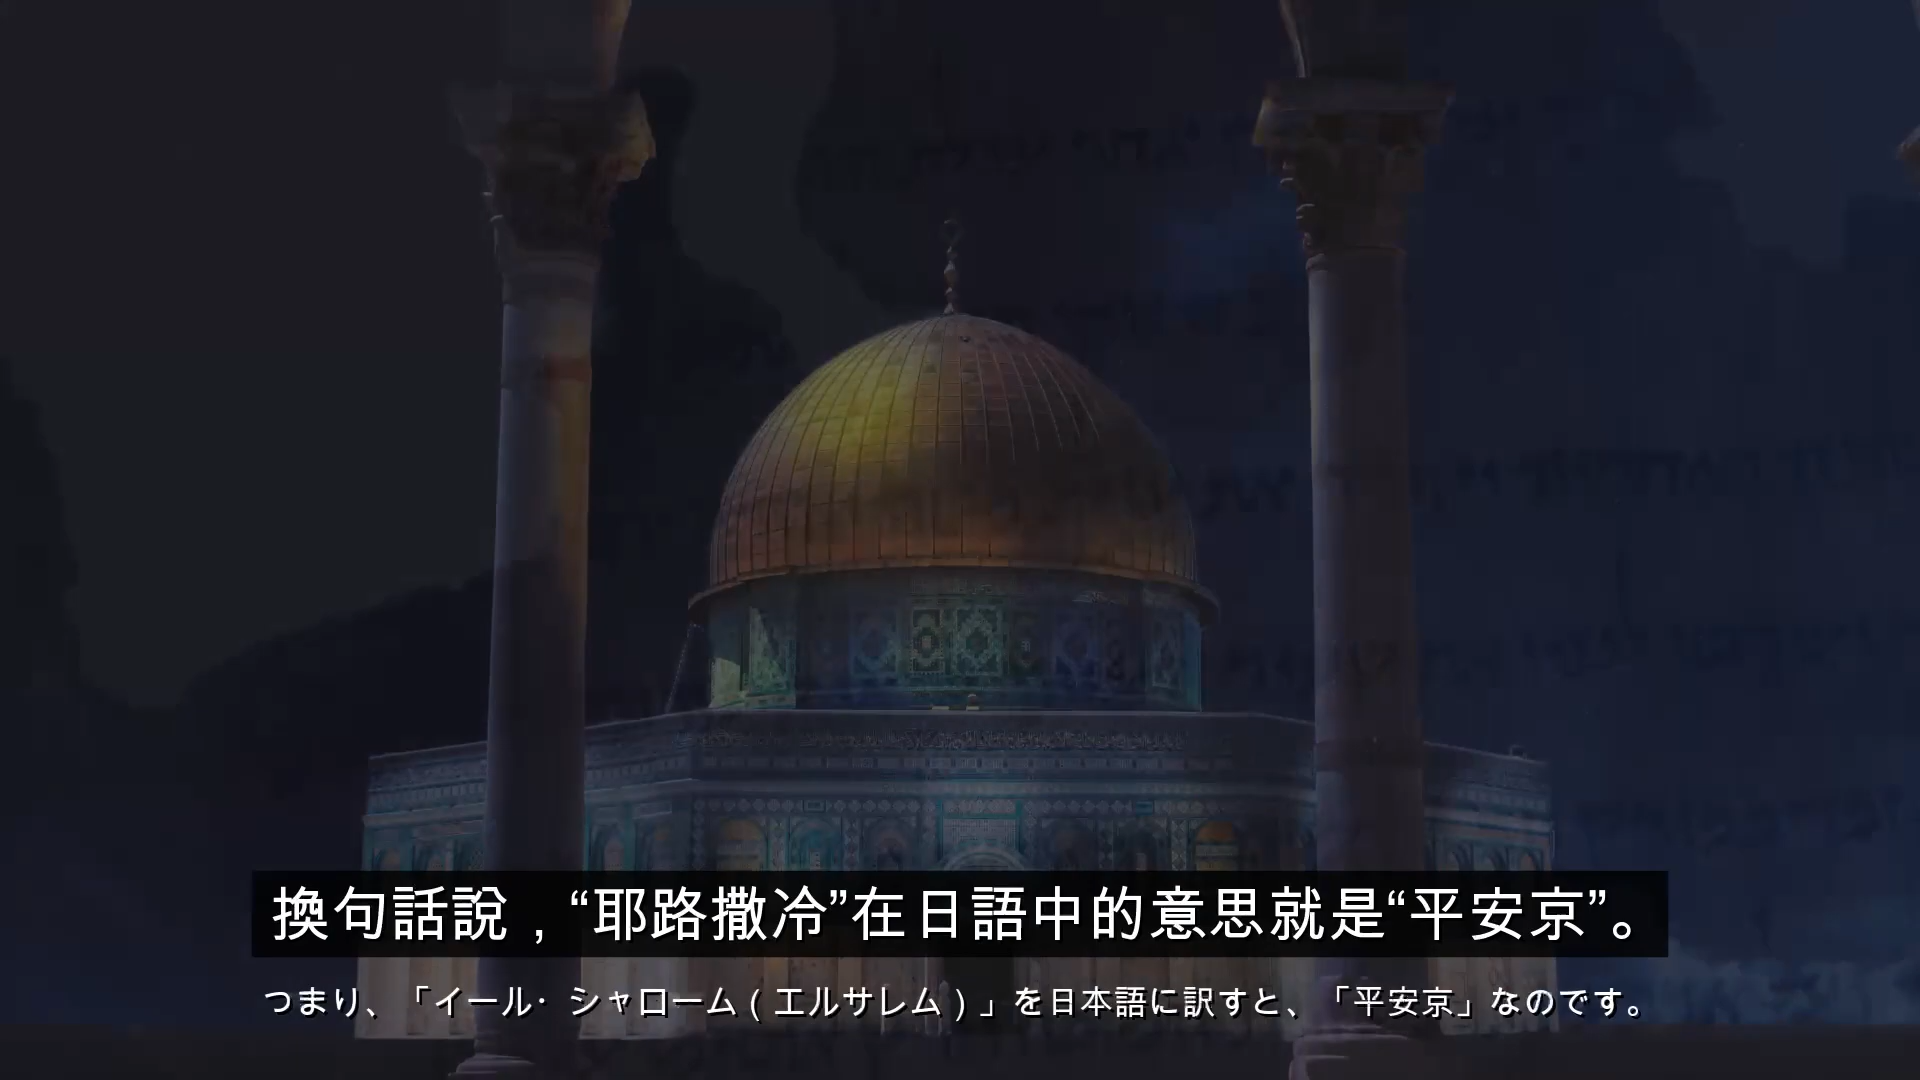 換句話說，“耶路撒冷”在日語中的意思就是“平安京”。
つまり、「イール・シャローム(エルサレム)」を日本語に訳すと、「平安京」なのです。